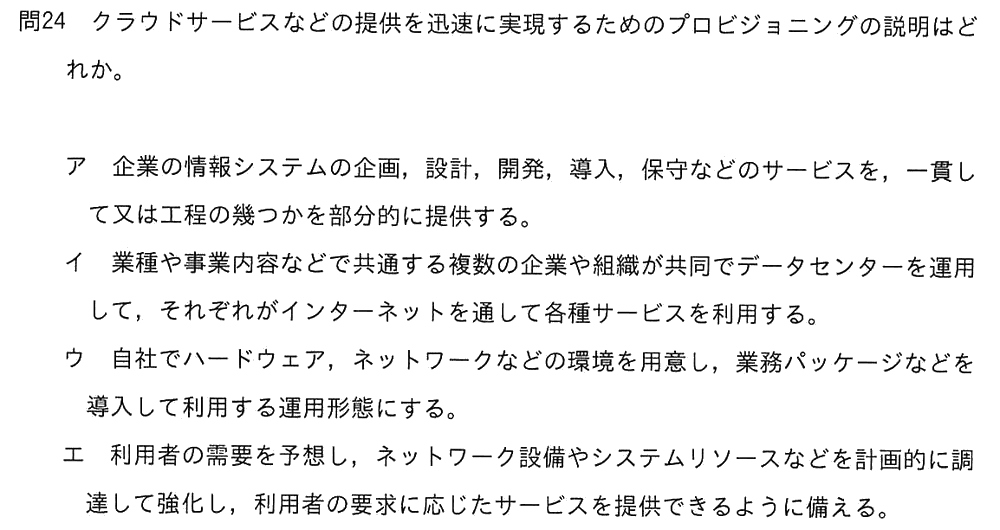 問24 クラウドサービスなどの提供を迅速に実現するためのプロビジョニングの説明はど
れか。
ア 企業の情報システムの企画，設計，開発，導入，保守などのサービスを，一貫し
て又は工程の幾つかを部分的に提供する。
イ 業種や事業内容などで共通する複数の企業や組織が共同でデータセンターを運用
して，それぞれがインターネットを通して各種サービスを利用する。
ウ 自社でハードウェア，ネットワークなどの環境を用意し，業務パッケージなどを
導入して利用する運用形態にする。
エ 利用者の需要を予想し，ネットワーク設備やシステムリソースなどを計画的に調
達して強化し，利用者の要求に応じたサービスを提供できるように備える。